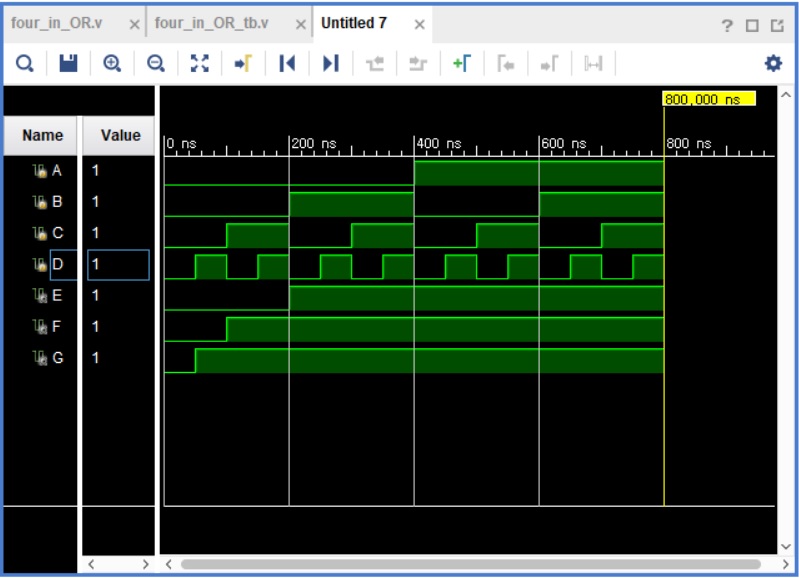 four_in_OR.v × four_in_OR_tb.v × Untitled 7 ×
800,000 ns
Name Value
0 ns 200 ns 400 ns 600 ns 800 ns
A 1
B 1
C 1
D 1
E 1
F 1
G 1